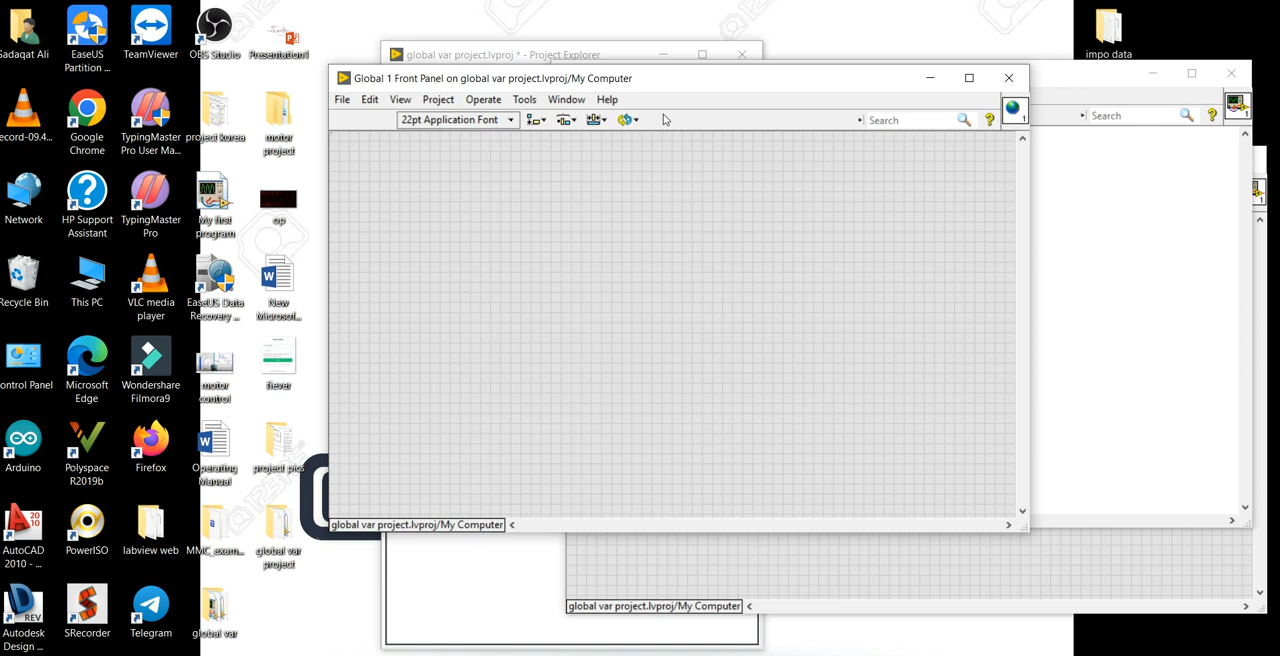 Sadaqat Ali
EaseUS
Partition ...
TeamViewer
OBS Studio
Presentation1
ecord-09.4...
Google
Chrome
TypingMaster
Pro User Ma...
project korea
motor
project
Network
HP Support
Assistant
TypingMaster
Pro
My first
program
op
Recycle Bin
This PC
VLC media
player
EaseUS Data
Recovery ...
New
Microsof...
ontrol Panel
Microsoft
Edge
Wondershare
Filmora9
motor
control
fiever
Arduino
Polyspace
R2019b
Firefox
Operating
Manual
project pics
AutoCAD
2010 - ...
PowerISO
labview web
MMC_exam...
global var
project
Autodesk
Design ...
SRecorder
Telegram
global var
impo data
global var project.lvproj * - Project Explorer
Global 1 Front Panel on global var project.lvproj/My Computer
File Edit View Project Operate Tools Window Help
22pt Application Font
Search
?
1
global var project.lvproj/My Computer
Search
?
1
1
global var project.lvproj/My Computer